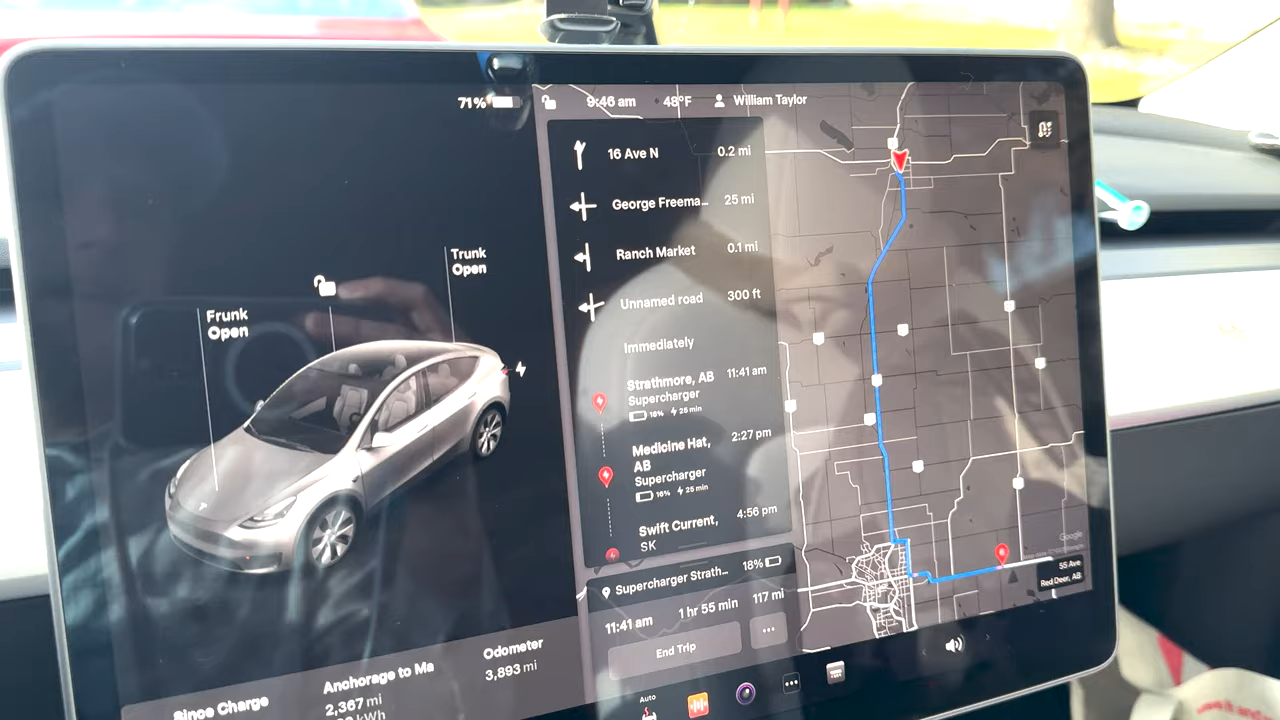 71%
9:46 am
48°F
William Taylor
16 Ave N
0.2 mi
George Freema...
25 mi
Ranch Market
0.1 mi
Unnamed road
300 ft
Immediately
Strathmore, AB
11:41 am
Supercharger
25 min
Medicine Hat,
2:27 pm
AB
Supercharger
16%
25 min
Swift Current,
4:56 pm
SK
Supercharger Strath...
18%
11:41 am
1 hr 55 min
117 mi
End Trip
...
Frunk
Open
Trunk
Open
Since Charge
Anchorage to Ma
2,367 mi
kWh
Odometer
3,893 mi
Auto
Google
55 Ave
Red Deer, AB